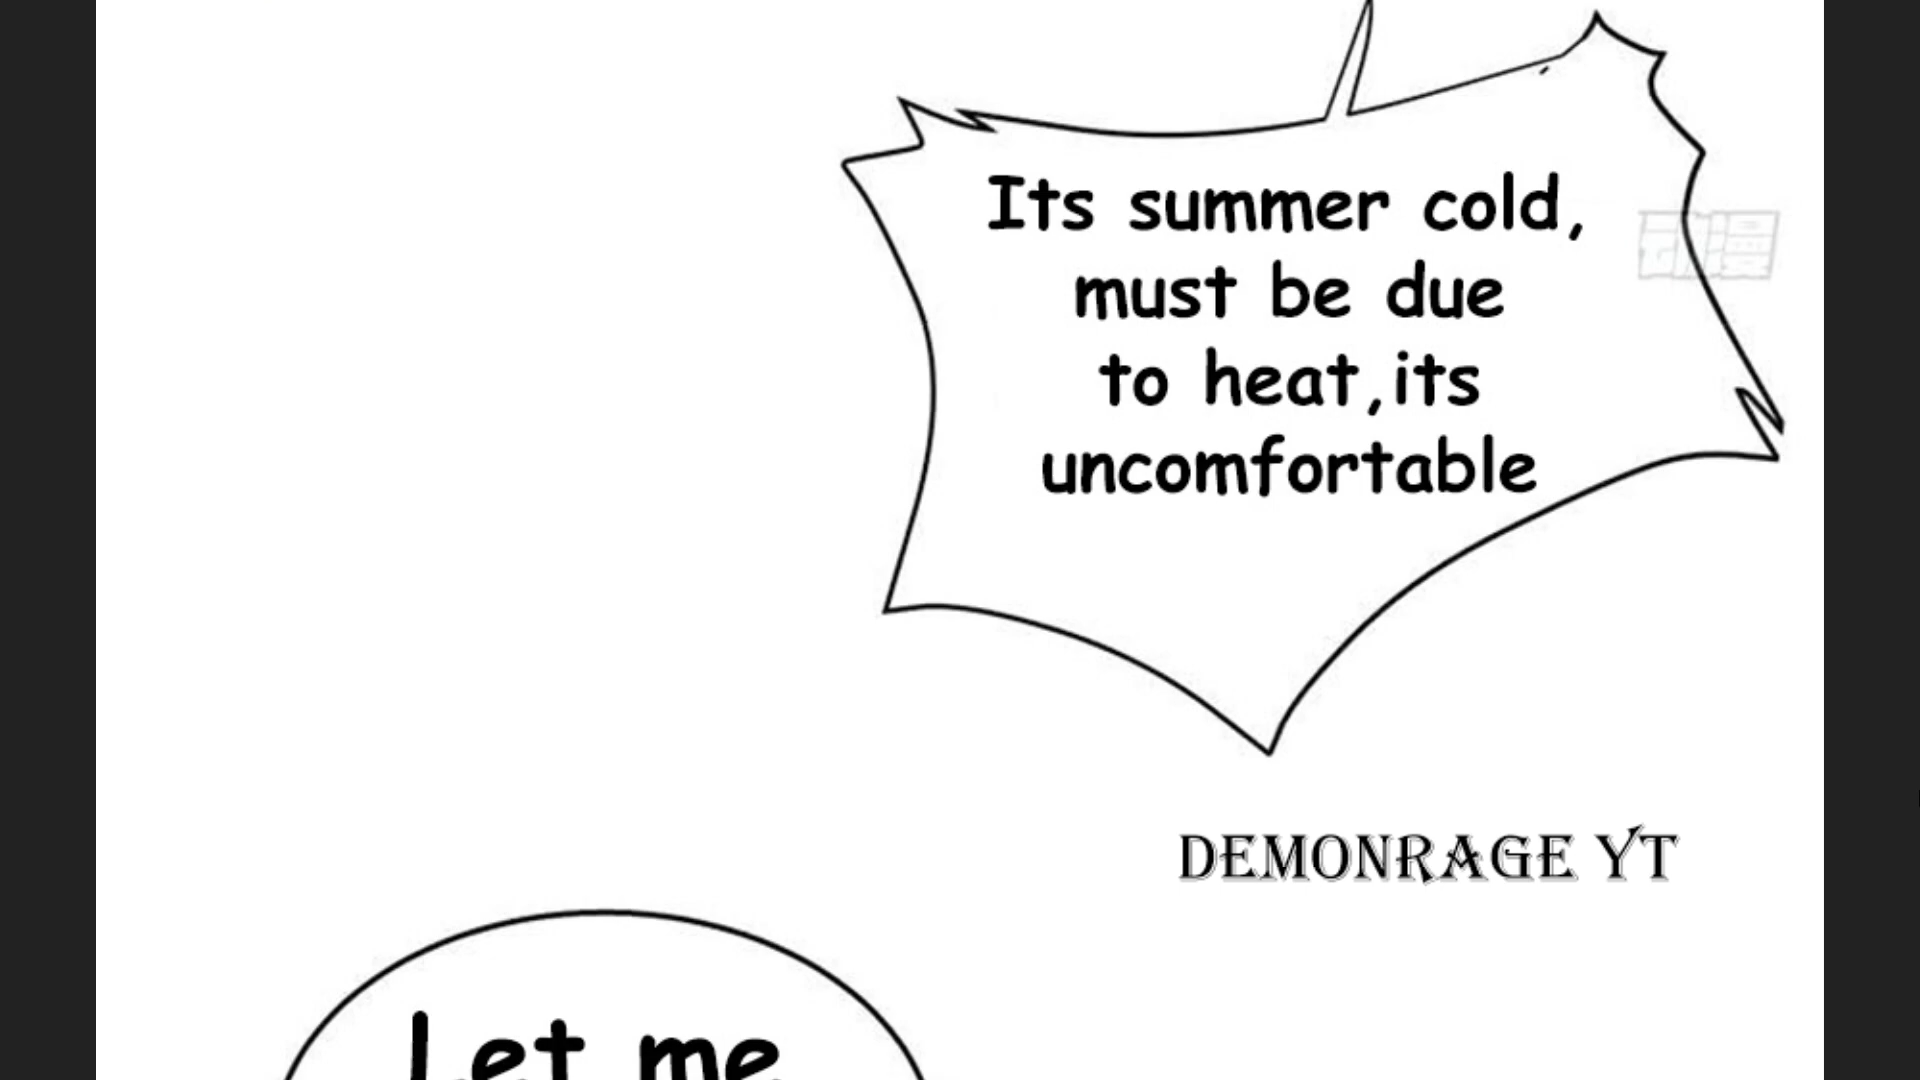 Its summer cold,
must be due
to heat,its
uncomfortable
DEMONRAGE YT
Let me